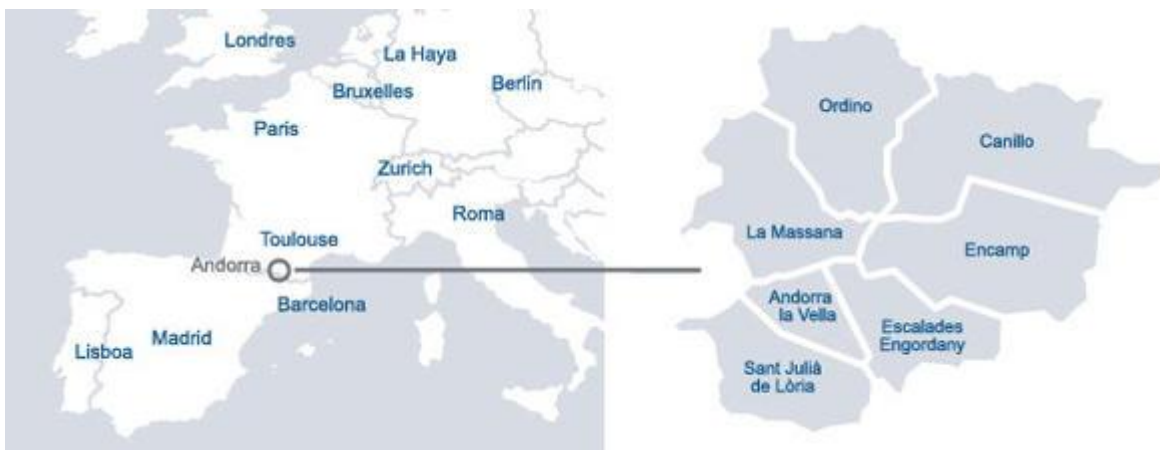 Londres
La Haya
Bruxelles
Berlín
Paris
Zurich
Roma
Toulouse
Andorra
Barcelona
Madrid
Lisboa
Ordino
Canillo
La Massana
Encamp
Andorra
la Vella
Escalades
Engordany
Sant Julià
de Lòria